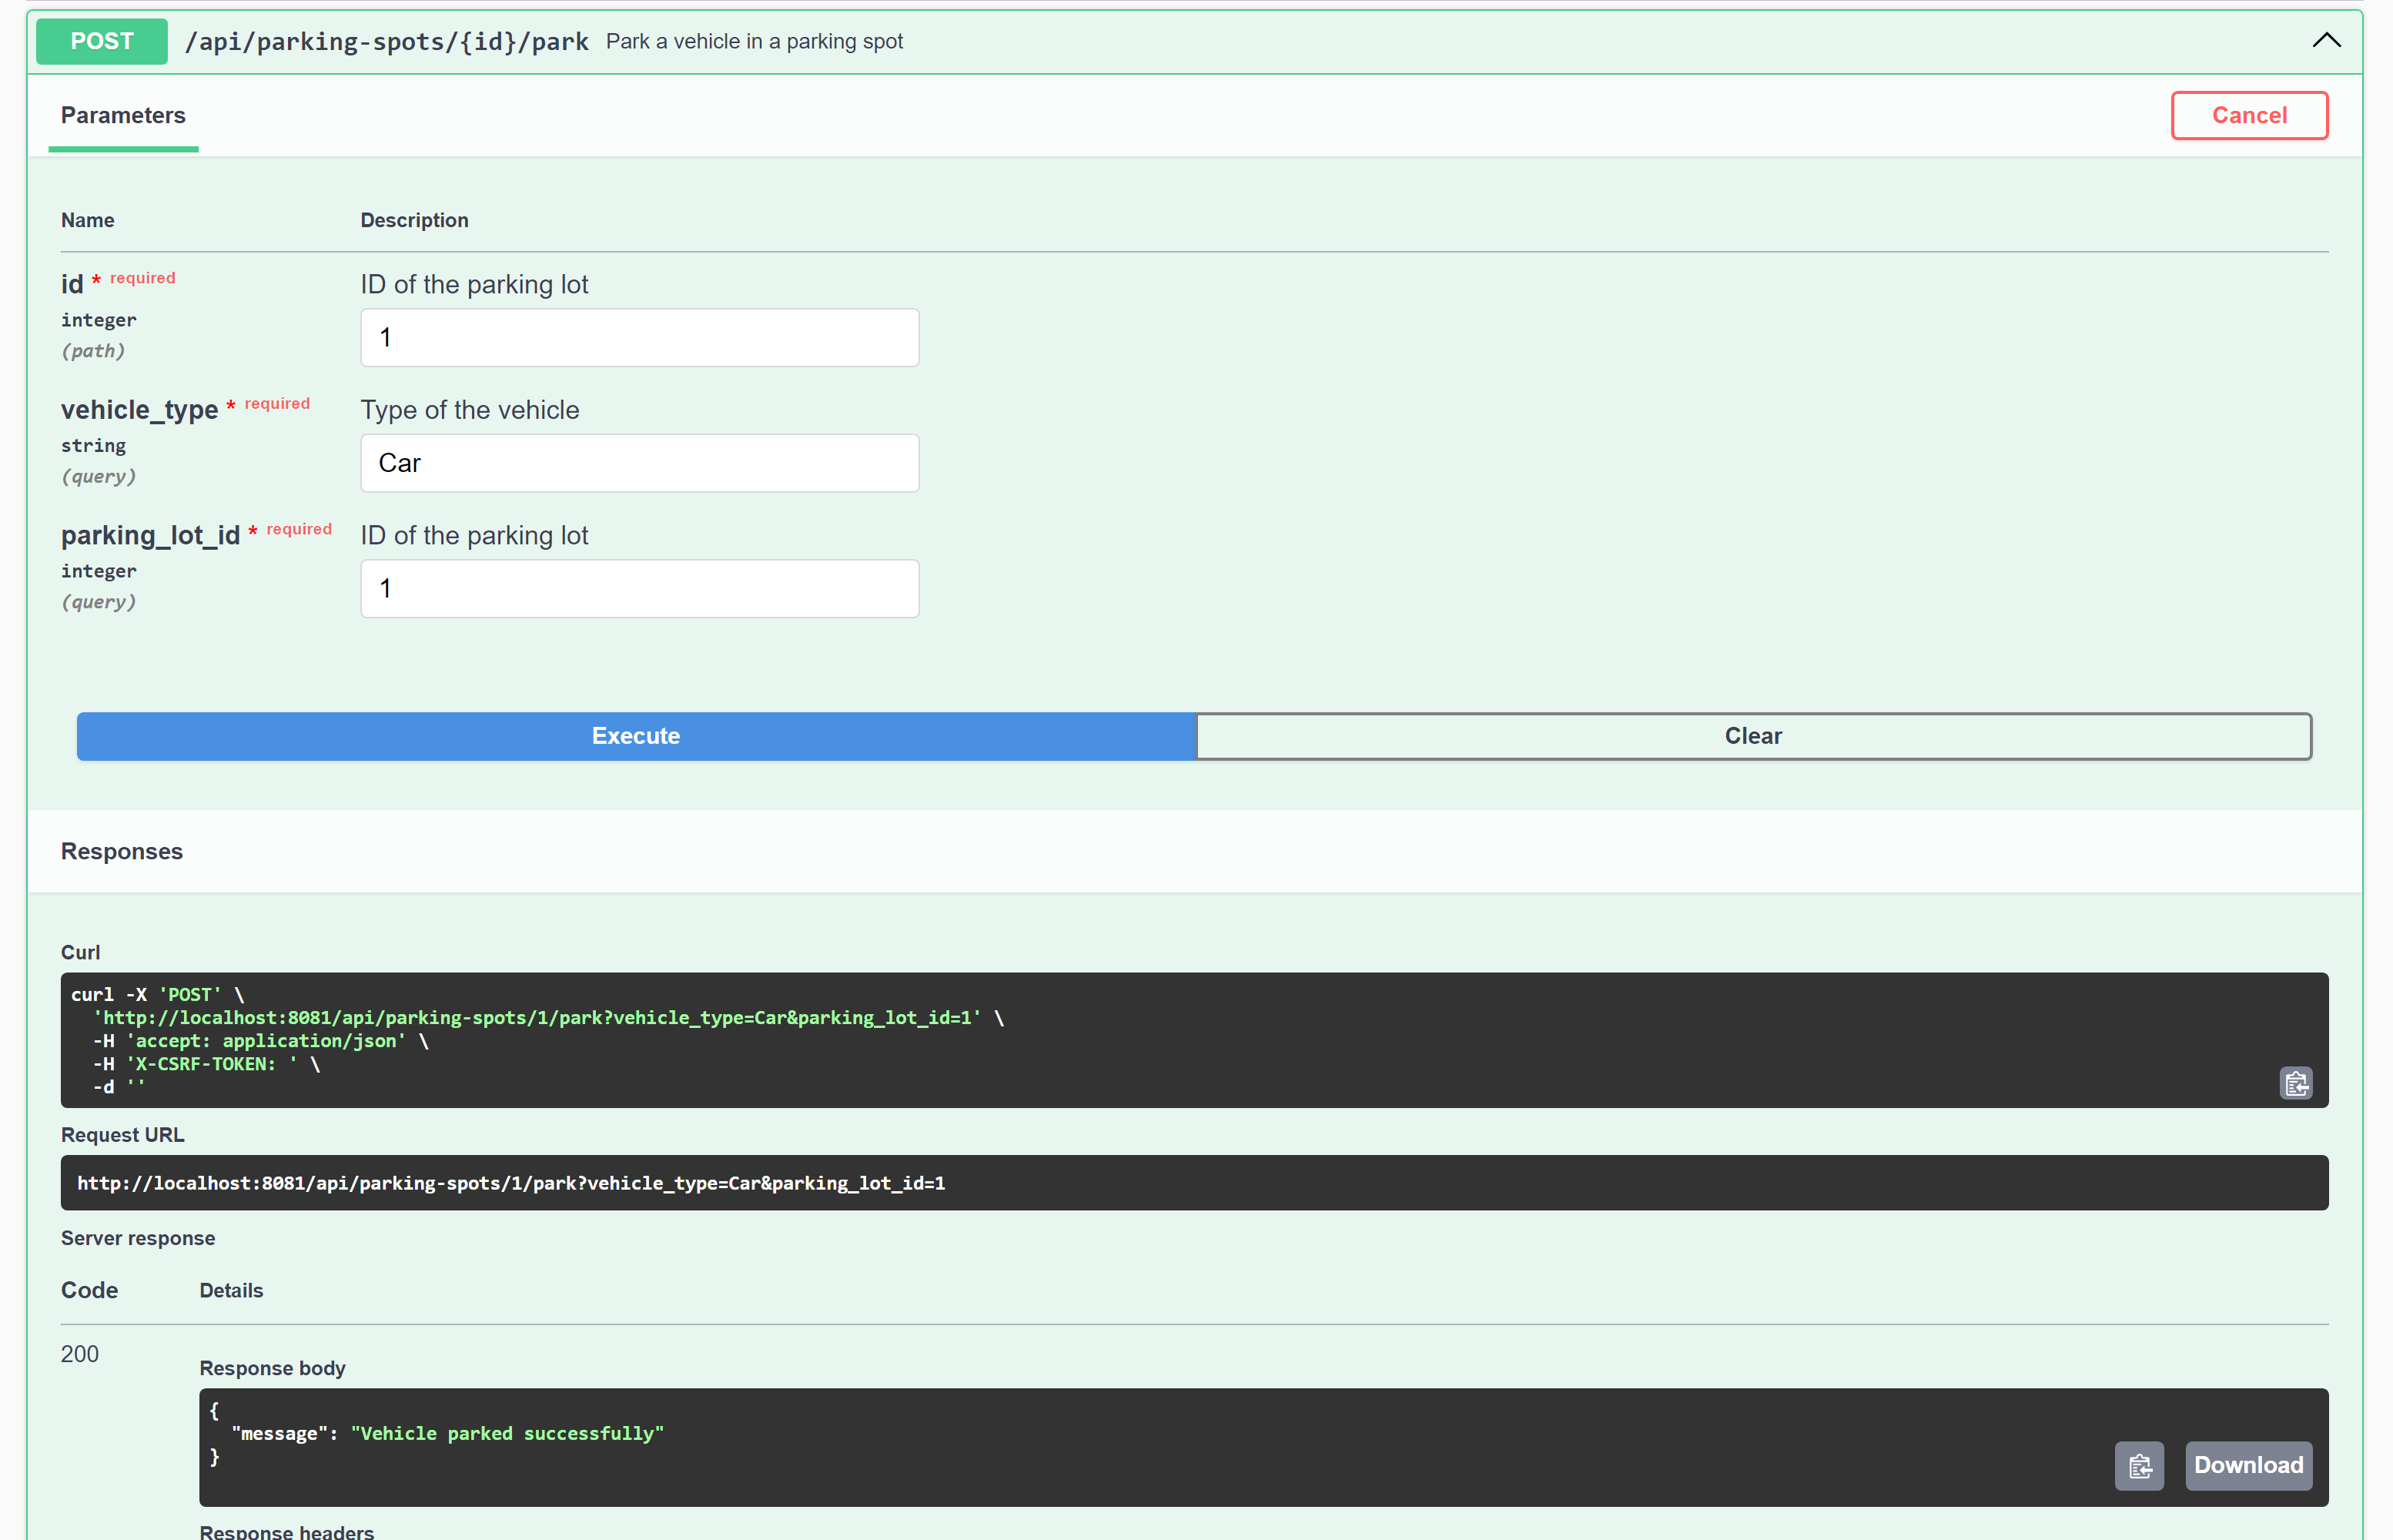 POST /api/parking-spots/{id}/park Park a vehicle in a parking spot
Parameters
Cancel
Name Description
id * required
integer
(path)
ID of the parking lot
1
vehicle_type * required
string
(query)
Type of the vehicle
Car
parking_lot_id * required
integer
(query)
ID of the parking lot
1
Execute
Clear
Responses
Curl
curl -X 'POST' \
  'http://localhost:8081/api/parking-spots/1/park?vehicle_type=Car&parking_lot_id=1' \
  -H 'accept: application/json' \
  -H 'X-CSRF-TOKEN: ' \
  -d ''
Request URL
http://localhost:8081/api/parking-spots/1/park?vehicle_type=Car&parking_lot_id=1
Server response
Code Details
200
Response body
{
  "message": "Vehicle parked successfully"
}
Download
Response headers